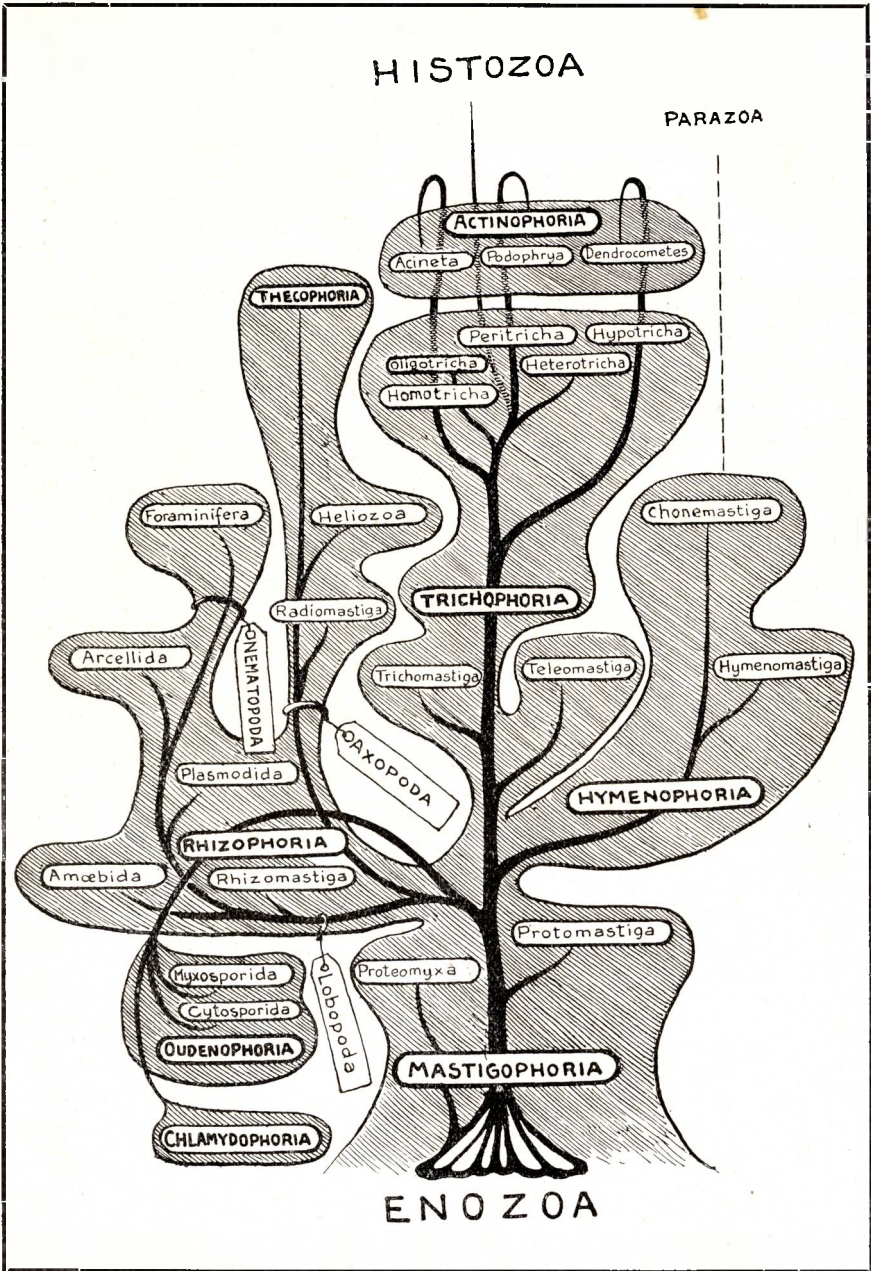 HISTOZOA
PARAZOA
ACTINOPHORIA
Acineta
Podophrya
Dendrocometes
THECOPHORIA
Peritricha
Hypotricha
Oligotricha
Heterotricha
Homotricha
Foraminifera
Heliozoa
Chonemastiga
TRICHOPHORIA
Radiomastiga
Arcellida
NEMATOPODA
Trichomastiga
Teleomastiga
Hymenomastiga
AXOPODA
Plasmodida
HYMENOPHORIA
RHIZOPHORIA
Amœbida
Rhizomastiga
Protomastiga
Myxosporida
Proteomyxa
Lobopoda
Cytosporida
OUDENOPHORIA
MASTIGOPHORIA
CHLAMYDOPHORIA
ENOZOA